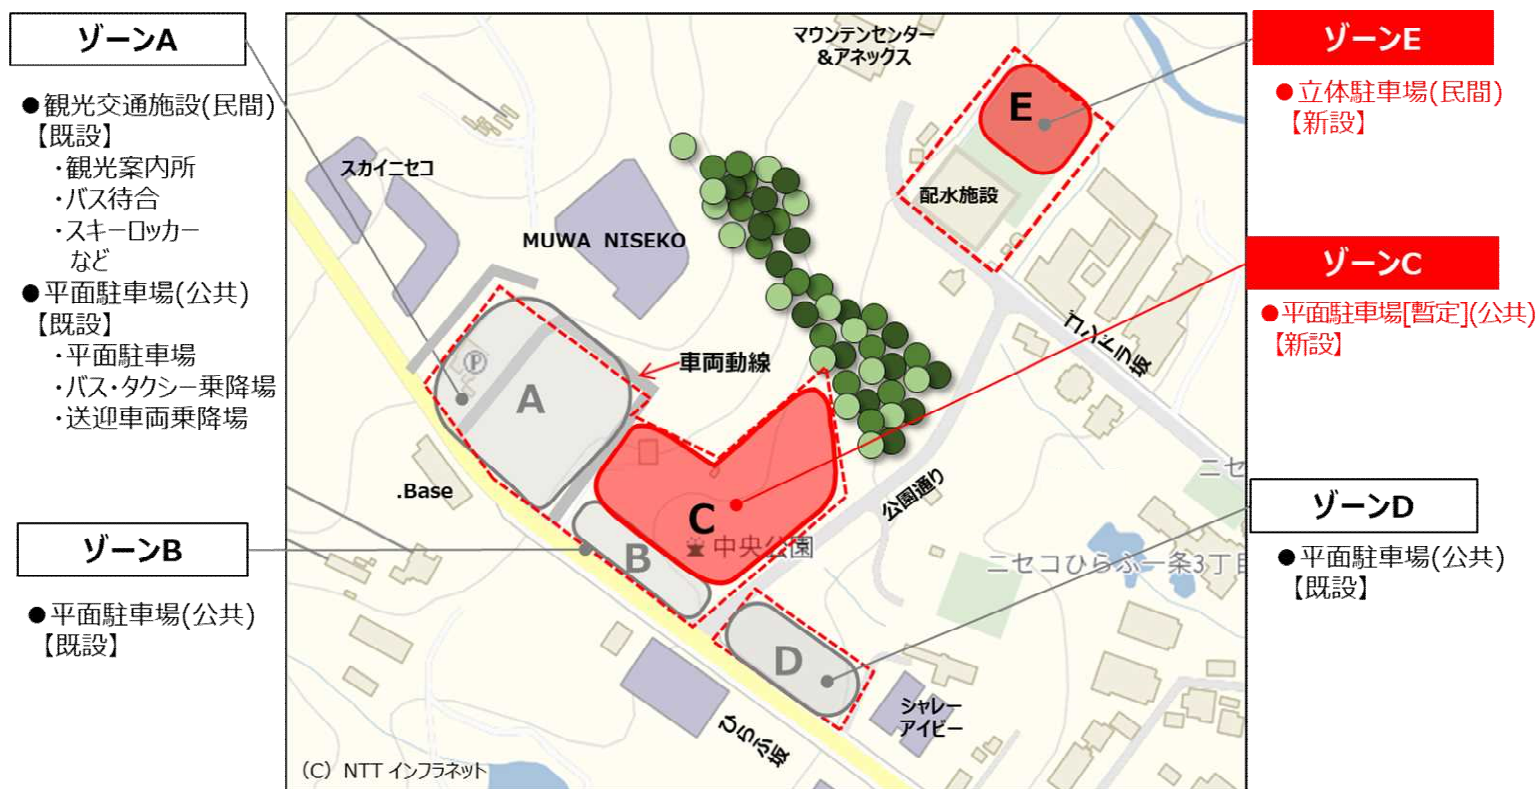 ゾーンA
●観光交通施設(民間)
【既設】
・観光案内所
・バス待合
・スキーロッカー
など
●平面駐車場(公共)
【既設】
・平面駐車場
・バス・タクシー乗降場
・送迎車両乗降場
ゾーンB
●平面駐車場(公共)
【既設】
マウンテンセンター
&アネックス
スカイニセコ
MUWA NISEKO
配水施設
E
ゴンドラ坂
車両動線
P
A
.Base
C
B
中央公園
公園通り
ニセ
ニセコひらふ一条3丁目
D
シャレー
アイビー
ひらふ坂
(C) NTTインフラネット
ゾーンE
●立体駐車場(民間)
【新設】
ゾーンC
●平面駐車場[暫定](公共)
【新設】
ゾーンD
●平面駐車場(公共)
【既設】